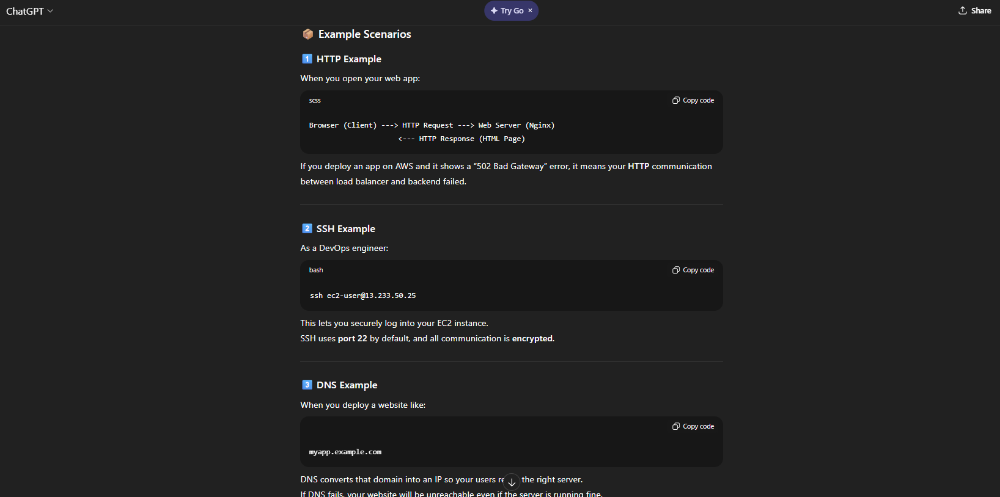 ChatGPT
Try Go ×
Share
📦 Example Scenarios
1 HTTP Example
When you open your web app:
scss
Copy code
Browser (Client) ---> HTTP Request ---> Web Server (Nginx)
<--- HTTP Response (HTML Page)
If you deploy an app on AWS and it shows a “502 Bad Gateway” error, it means your HTTP communication
between load balancer and backend failed.
2 SSH Example
As a DevOps engineer:
bash
Copy code
ssh ec2-user@13.233.50.25
This lets you securely log into your EC2 instance.
SSH uses port 22 by default, and all communication is encrypted.
3 DNS Example
When you deploy a website like:
Copy code
myapp.example.com
DNS converts that domain into an IP so your users the right server.
If DNS fails, your website will be unreachable even if the server is running fine.